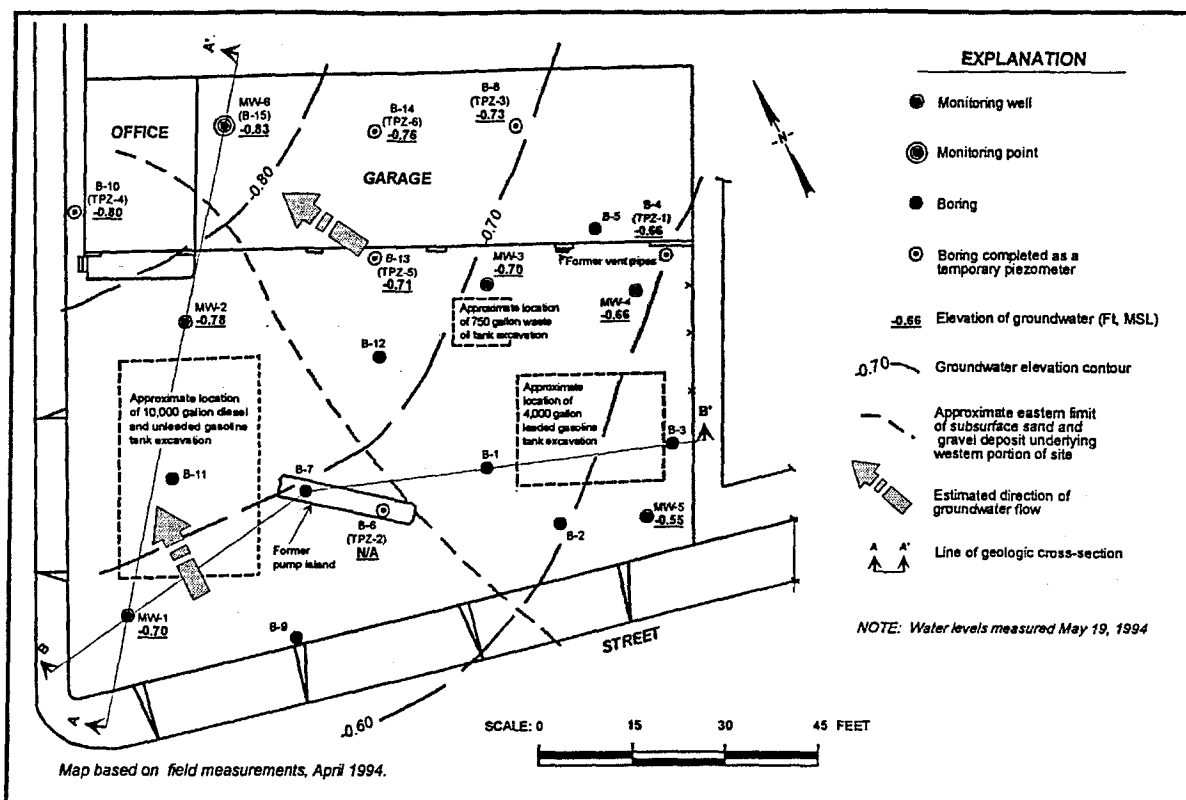 A'
MW-6
(B-15)
-0.83
OFFICE
B-14
(TPZ-6)
-0.76
B-8
(TPZ-3)
-0.73
GARAGE
B-10
(TPZ-4)
-0.80
-0.80
-0.70
B-5
B-4
(TPZ-1)
-0.66
B-13
(TPZ-5)
-0.71
MW-3
-0.70
Former vent pipes
MW-4
-0.66
MW-2
-0.78
Approximate location
of 750 gallon waste
oil tank excavation
B-12
Approximate location
of 10,000 gallon diesel
and unleaded gasoline
tank excavation
Approximate
location of
4,000 gallon
leaded gasoline
tank excavation
B'
B-3
B-1
B-7
B-11
B-6
(TPZ-2)
N/A
Former
pump island
MW-5
-0.55
B-2
MW-1
-0.70
B-9
STREET
B
A
-0.60
Map based on field measurements, April 1994.
SCALE: 0 15 30 45 FEET
-N-
EXPLANATION
Monitoring well
Monitoring point
Boring
Boring completed as a
temporary piezometer
-0.66 Elevation of groundwater (Ft, MSL)
-0.70 Groundwater elevation contour
Approximate eastern limit
of subsurface sand and
gravel deposit underlying
western portion of site
Estimated direction of
groundwater flow
A A' Line of geologic cross-section
NOTE: Water levels measured May 19, 1994